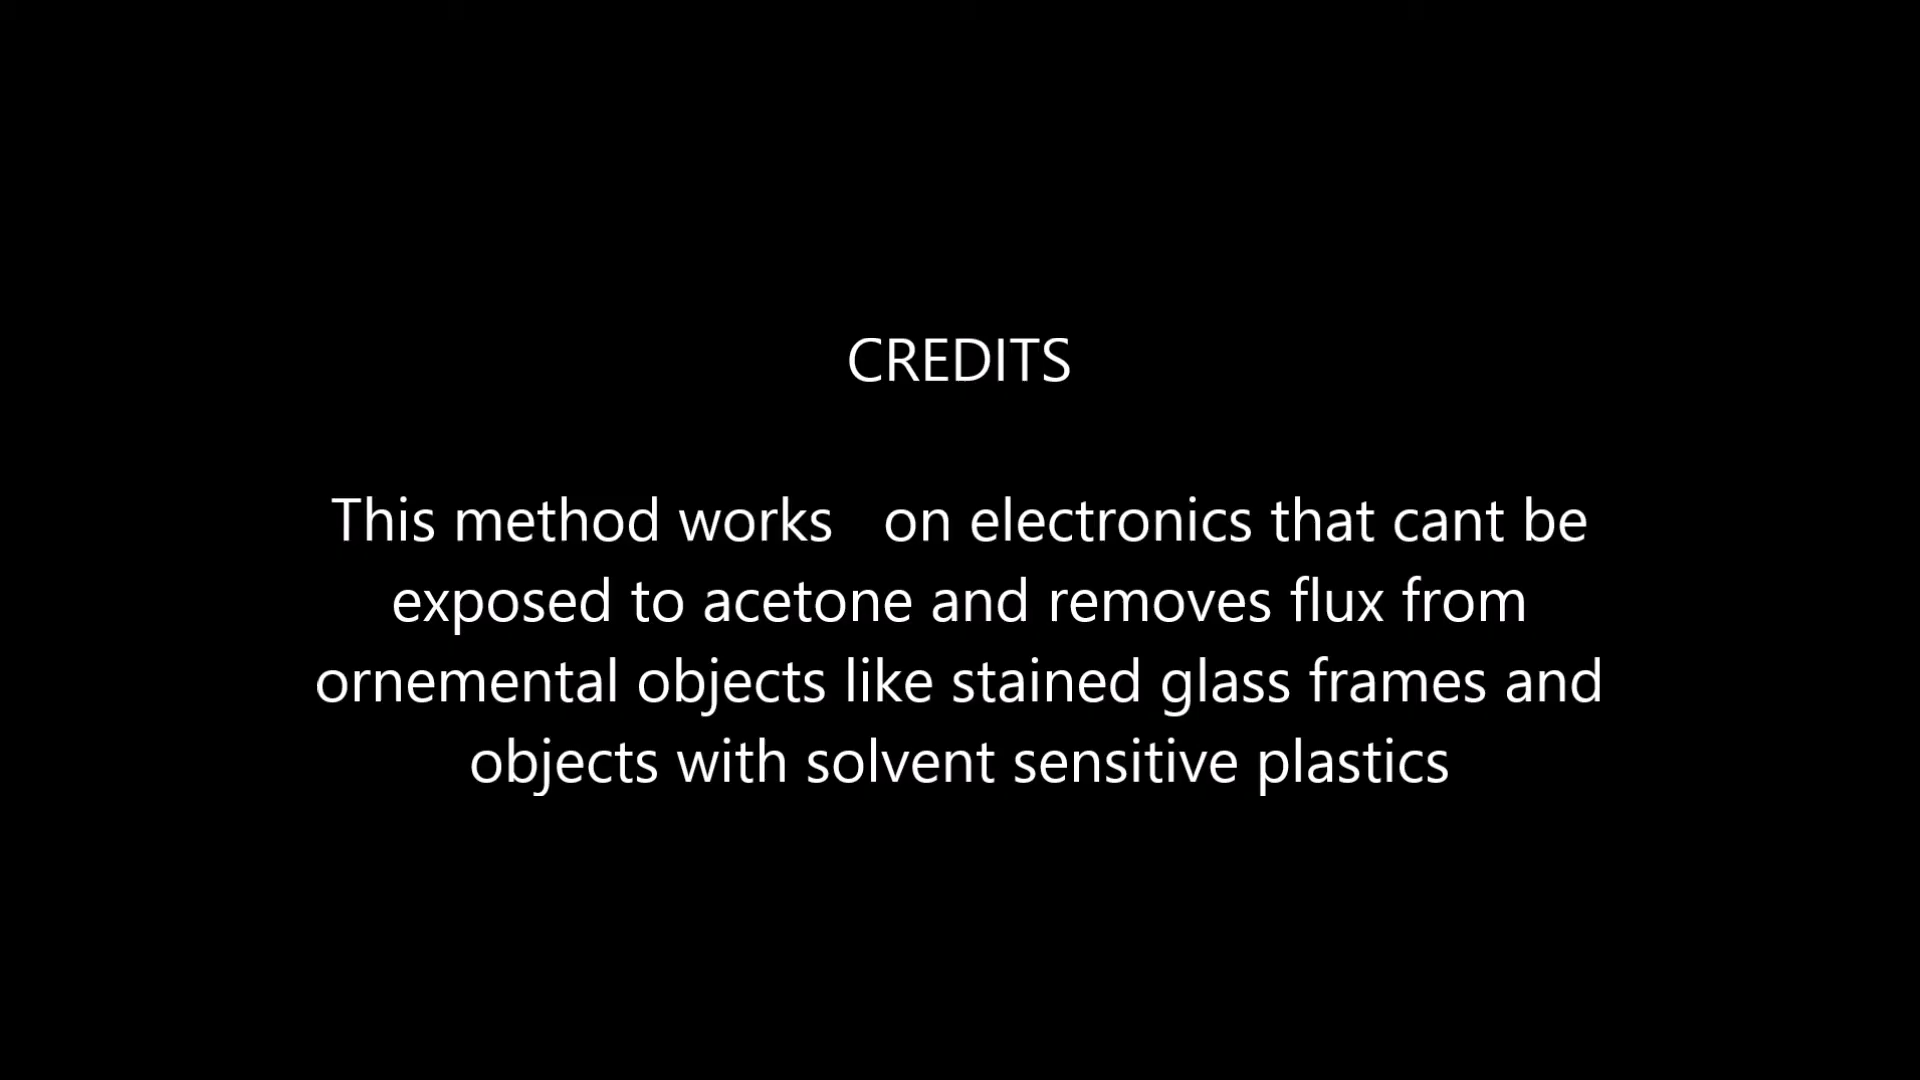 CREDITS
This method works   on electronics that cant be
exposed to acetone and removes flux from
ornemental objects like stained glass frames and
objects with solvent sensitive plastics